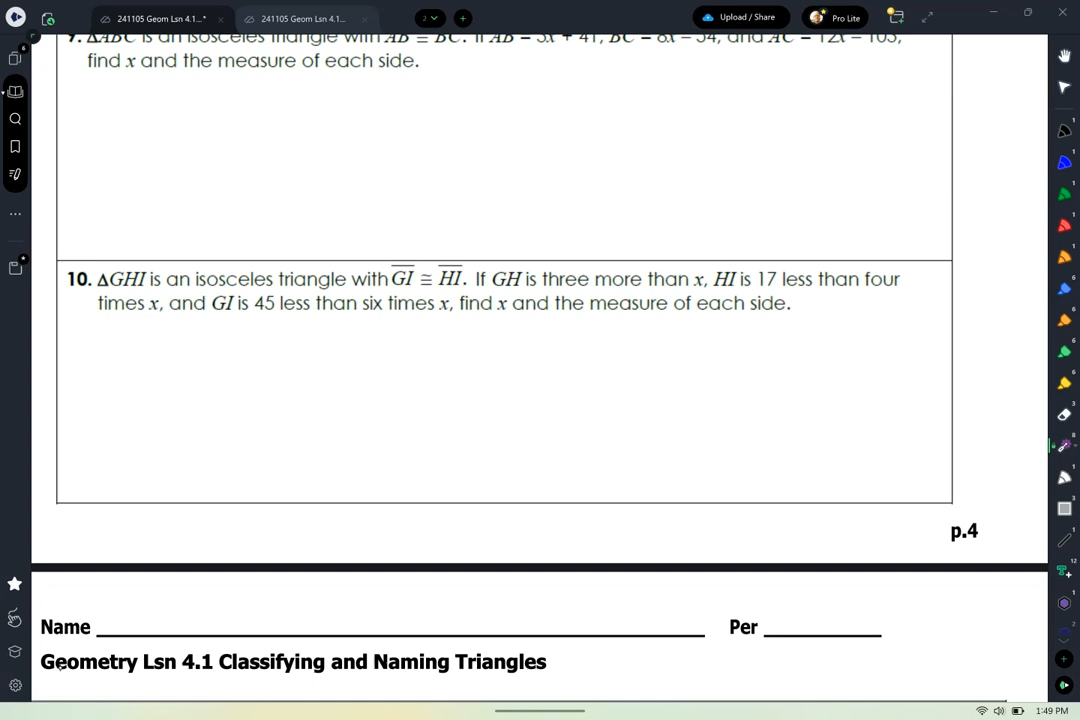 241105 Geom Lsn 4.1...*
241105 Geom Lsn 4.1...
2
Upload / Share
Pro Lite
find x and the measure of each side.
10. ΔGHI is an isosceles triangle with GI ≅ HI. If GH is three more than x, HI is 17 less than four
times x, and GI is 45 less than six times x, find x and the measure of each side.
p.4
Name
Per
Geometry Lsn 4.1 Classifying and Naming Triangles
1:49 PM